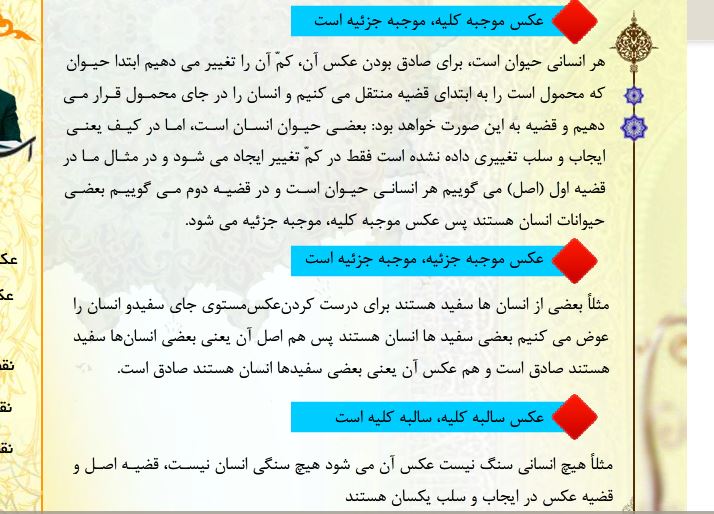 عکس موجبه کلیه، موجبه جزئیه است
هر انسانی حیوان است، برای صادق بودن عکس آن، کمّ آن را تغییر می دهیم ابتدا حیوان
که محمول است را به ابتدای قضیه منتقل می کنیم و انسان را در جای محمول قرار می
دهیم و قضیه به این صورت خواهد بود: بعضی حیوان انسان است، اما در کیف یعنی
ایجاب و سلب تغییری داده نشده است فقط در کمّ تغییر ایجاد می شود و در مثال ما در
قضیه اول (اصل) می گوییم هر انسانی حیوان است و در قضیه دوم می گوییم بعضی
حیوانات انسان هستند پس عکس موجبه کلیه، موجبه جزئیه می شود.
عکس موجبه جزئیه، موجبه جزئیه است
مثلاً بعضی از انسان ها سفید هستند برای درست کردن‌عکس‌مستوی جای سفیدو انسان را
عوض می کنیم بعضی سفید ها انسان هستند پس هم اصل آن یعنی بعضی انسان‌ها سفید
هستند صادق است و هم عکس آن یعنی بعضی سفیدها انسان هستند صادق است.
عکس سالبه کلیه، سالبه کلیه است
مثلاً هیچ انسانی سنگ نیست عکس آن می شود هیچ سنگی انسان نیست، قضیه اصل و
قضیه عکس در ایجاب و سلب یکسان هستند